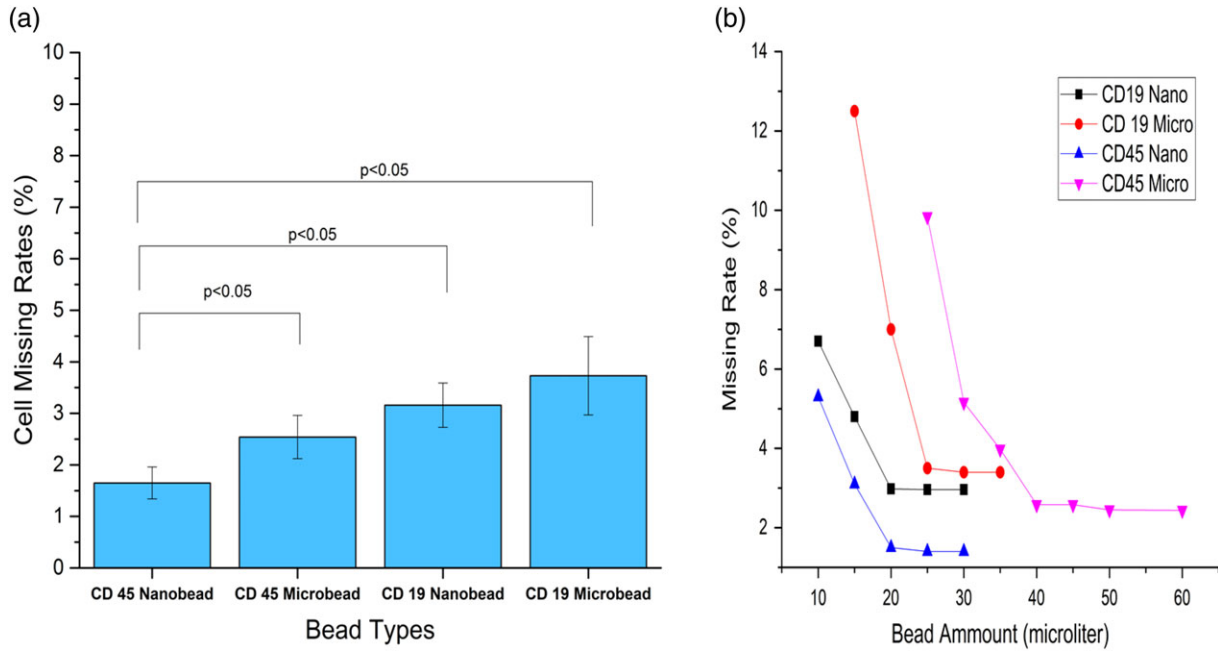 (a)
10
9
8
7
6
5
4
3
2
1
0
Cell Missing Rates (%)
p<0.05
p<0.05
p<0.05
CD 45 Nanobead CD 45 Microbead CD 19 Nanobead CD 19 Microbead
Bead Types
(b)
14
12
10
8
6
4
2
Missing Rate (%)
CD19 Nano
CD 19 Micro
CD45 Nano
CD45 Micro
10 20 30 40 50 60
Bead Ammount (microliter)